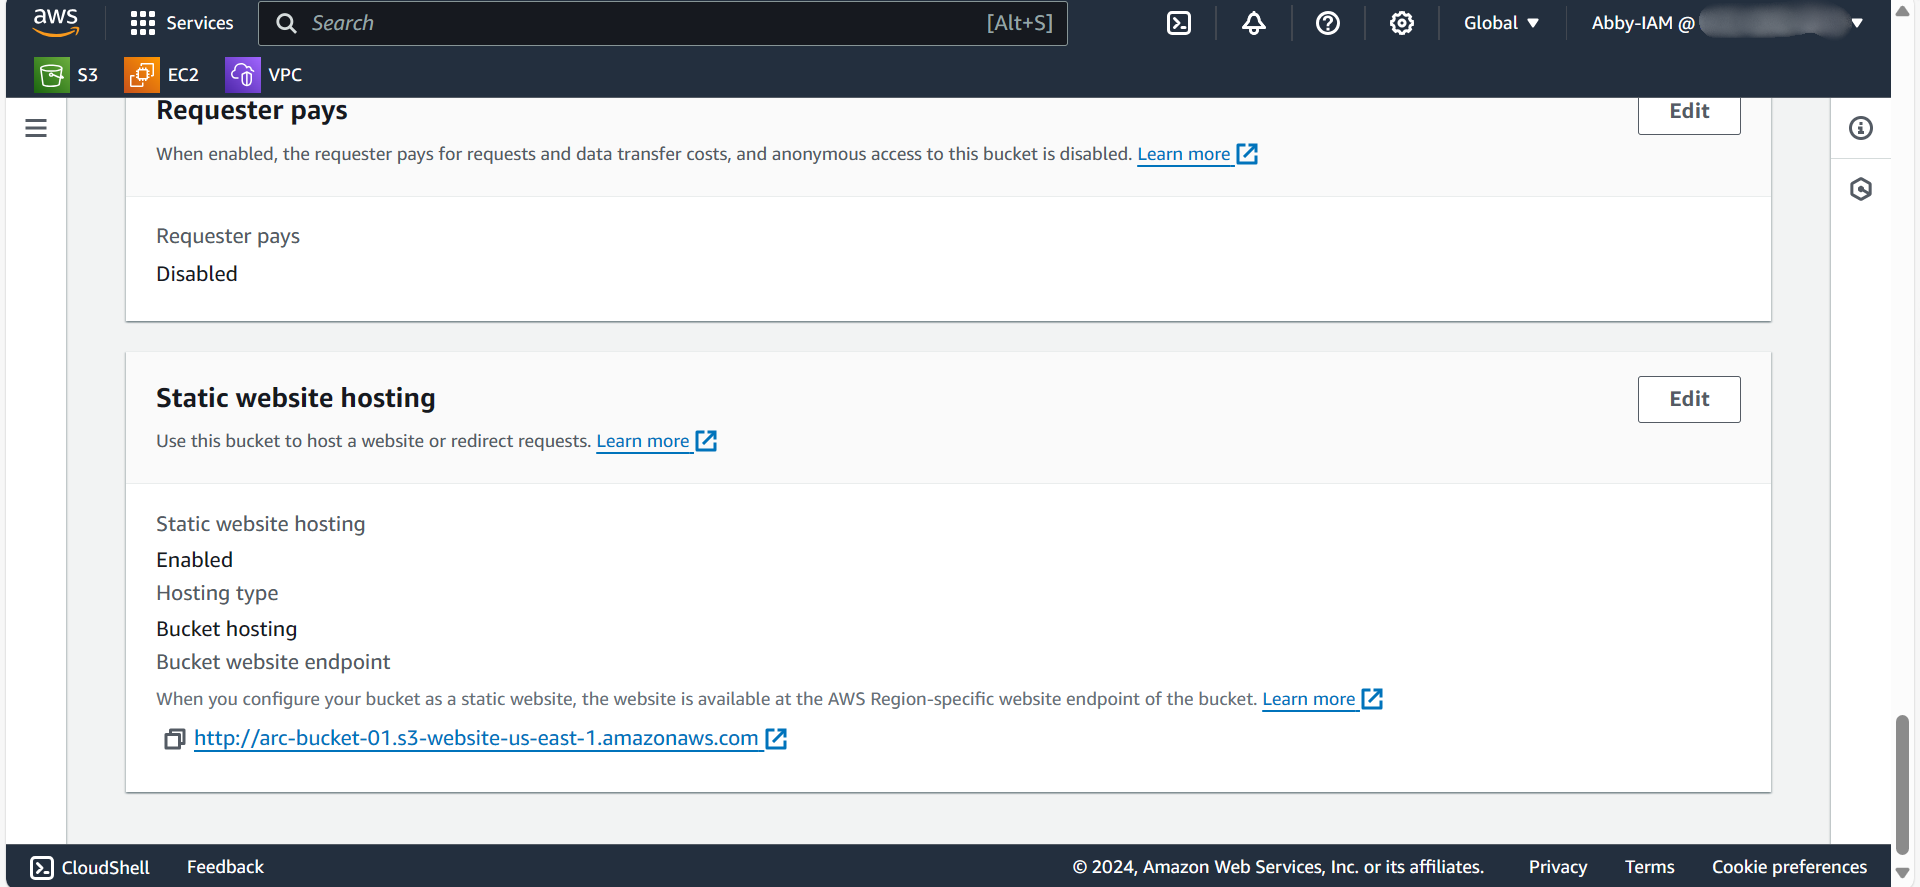 aws
Services
Search
[Alt+S]
Global
Abby-IAM @
S3
EC2
VPC
Requester pays
Edit
When enabled, the requester pays for requests and data transfer costs, and anonymous access to this bucket is disabled. Learn more
Requester pays
Disabled
Static website hosting
Edit
Use this bucket to host a website or redirect requests. Learn more
Static website hosting
Enabled
Hosting type
Bucket hosting
Bucket website endpoint
When you configure your bucket as a static website, the website is available at the AWS Region-specific website endpoint of the bucket. Learn more
http://arc-bucket-01.s3-website-us-east-1.amazonaws.com
CloudShell
Feedback
© 2024, Amazon Web Services, Inc. or its affiliates.
Privacy
Terms
Cookie preferences